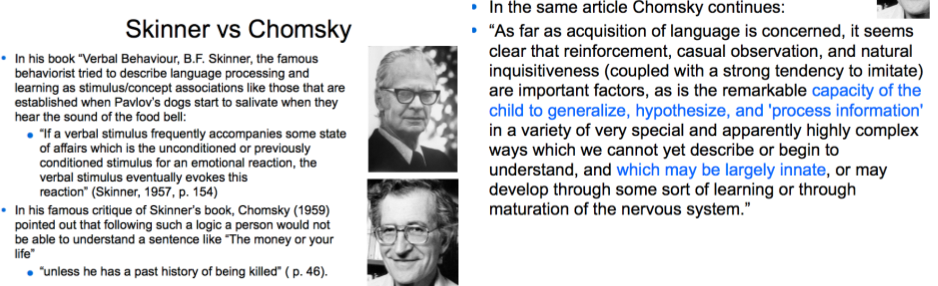 Skinner vs Chomsky
• In his book “Verbal Behaviour, B.F. Skinner, the famous
behaviorist tried to describe language processing and
learning as stimulus/concept associations like those that are
established when Pavlov’s dogs start to salivate when they
hear the sound of the food bell:
• “If a verbal stimulus frequently accompanies some state
of affairs which is the unconditioned or previously
conditioned stimulus for an emotional reaction, the
verbal stimulus eventually evokes this
reaction” (Skinner, 1957, p. 154)
• In his famous critique of Skinner’s book, Chomsky (1959)
pointed out that following such a logic a person would not
be able to understand a sentence like “The money or your
life”
• “unless he has a past history of being killed” ( p. 46).
• In the same article Chomsky continues:
• “As far as acquisition of language is concerned, it seems
clear that reinforcement, casual observation, and natural
inquisitiveness (coupled with a strong tendency to imitate)
are important factors, as is the remarkable capacity of the
child to generalize, hypothesize, and 'process information'
in a variety of very special and apparently highly complex
ways which we cannot yet describe or begin to
understand, and which may be largely innate, or may
develop through some sort of learning or through
maturation of the nervous system.”